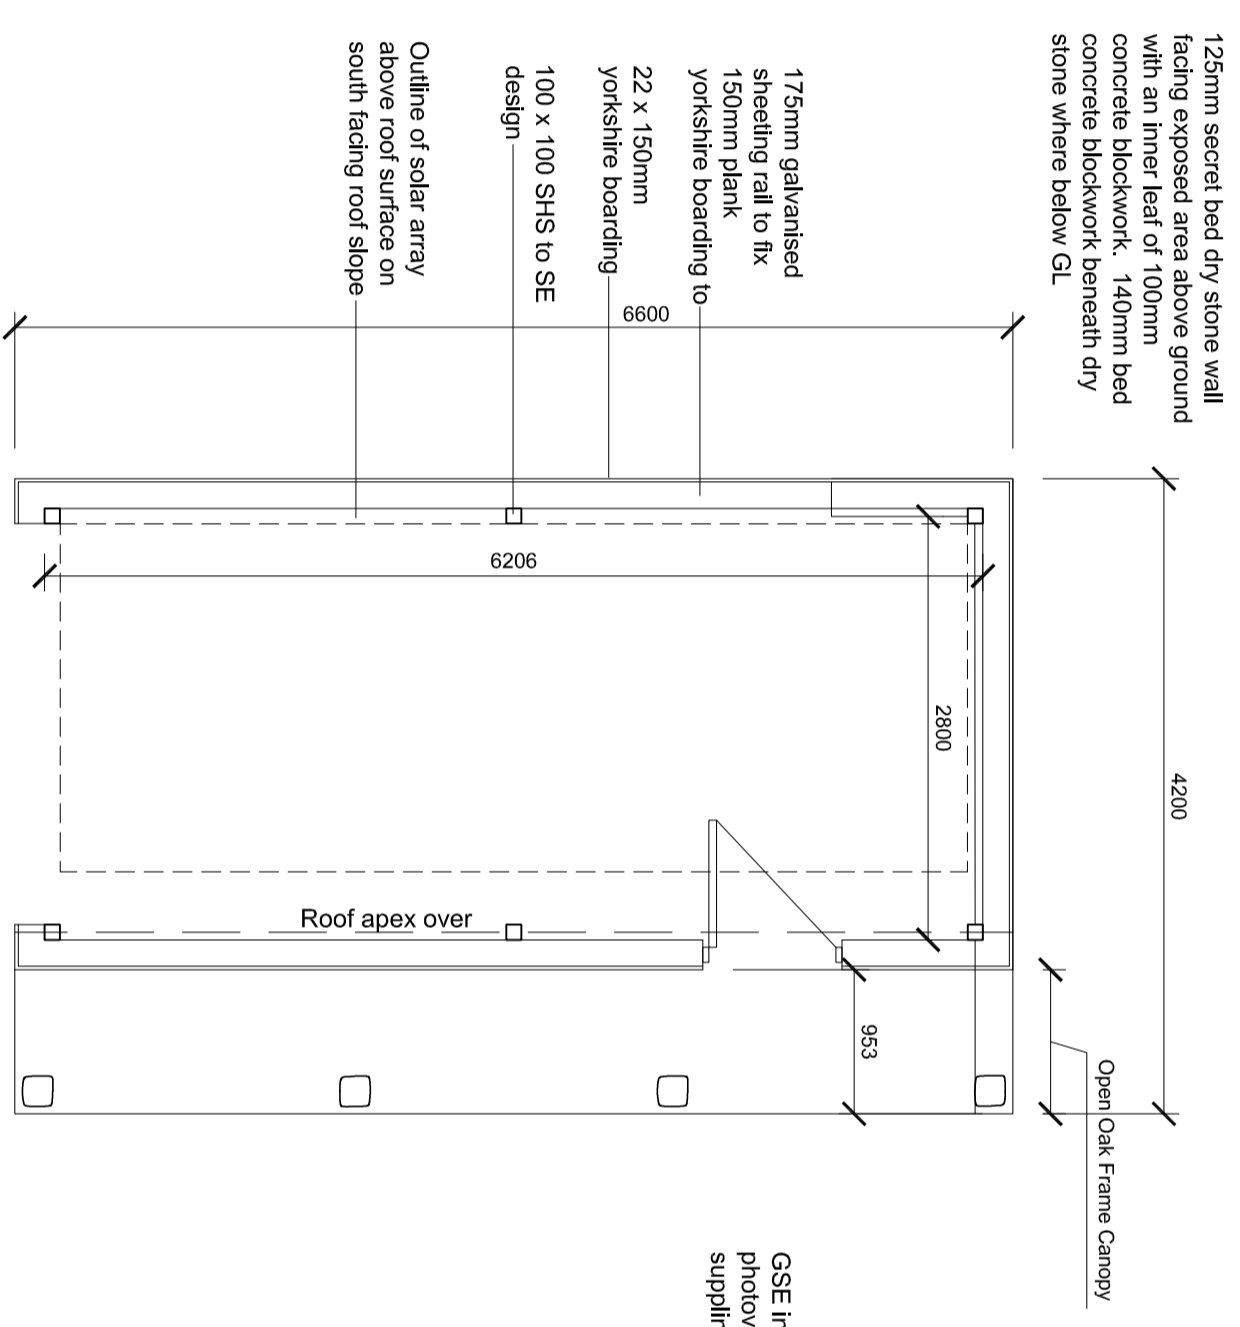 125mm secret bed dry stone wall
facing exposed area above ground
with an inner leaf of 100mm
concrete blockwork.  140mm bed
concrete blockwork beneath dry
stone where below GL
175mm galvanised
sheeting rail to fix
150mm plank
yorkshire boarding to
22 x 150mm
yorkshire boarding
100 x 100 SHS to SE
design
Outline of solar array
above roof surface on
south facing roof slope
6600
4200
6206
2800
Roof apex over
953
Open Oak Frame Canopy
GSE in
photov
supplin